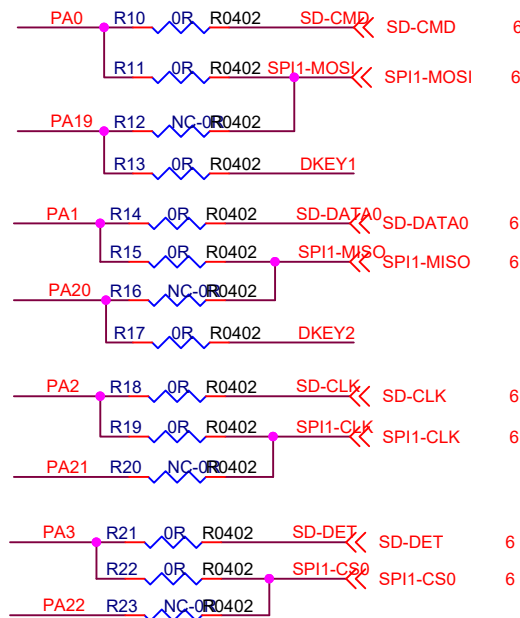 PA0 R10 0R R0402 SD-CMD SD-CMD 6
R11 0R R0402 SPI1-MOSI SPI1-MOSI 6
PA19 R12 NC-0R R0402
R13 0R R0402 DKEY1
PA1 R14 0R R0402 SD-DATA0 SD-DATA0 6
R15 0R R0402 SPI1-MISO SPI1-MISO 6
PA20 R16 NC-0R R0402
R17 0R R0402 DKEY2
PA2 R18 0R R0402 SD-CLK SD-CLK 6
R19 0R R0402 SPI1-CLK SPI1-CLK 6
PA21 R20 NC-0R R0402
PA3 R21 0R R0402 SD-DET SD-DET 6
R22 0R R0402 SPI1-CS0 SPI1-CS0 6
PA22 R23 NC-0R R0402